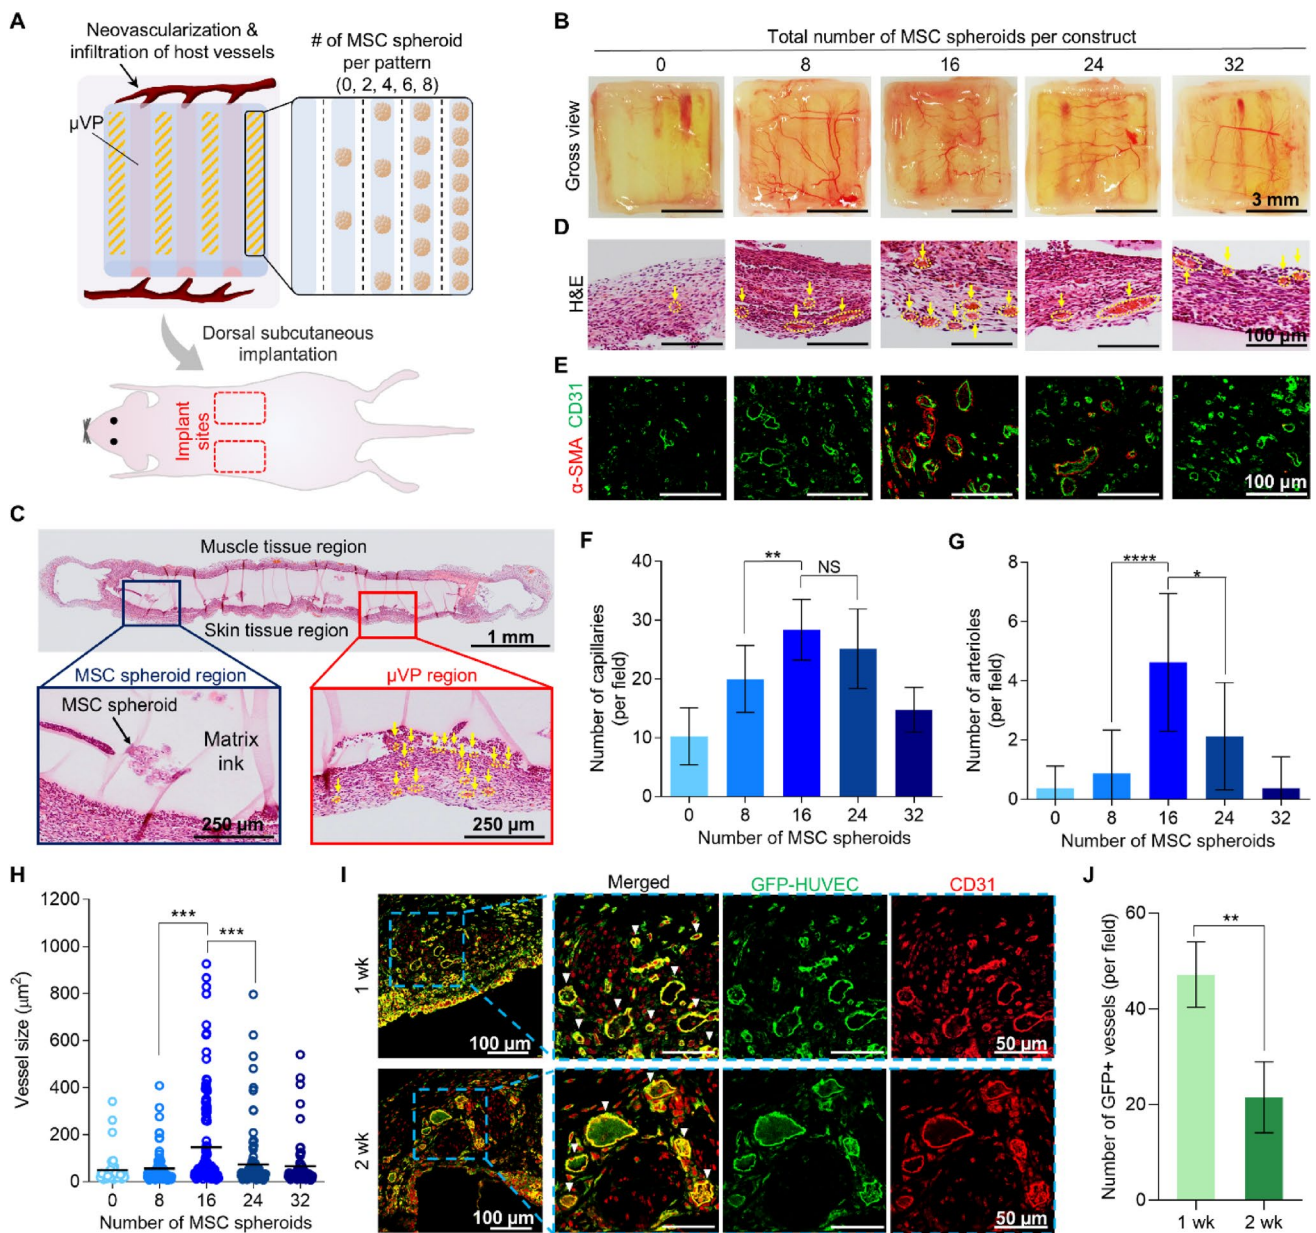 A
Neovascularization &
infiltration of host vessels
µVP
# of MSC spheroid
per pattern
(0, 2, 4, 6, 8)
Dorsal subcutaneous
implantation
Implant
sites
B
Total number of MSC spheroids per construct
0 8 16 24 32
Gross view
3 mm
D
H&E
100 µm
E
α-SMA CD31
100 µm
C
Muscle tissue region
Skin tissue region
1 mm
MSC spheroid region
MSC spheroid
Matrix
ink
250 µm
µVP region
250 µm
F
Number of capillaries
(per field)
40
30
20
10
0
** NS
0 8 16 24 32
Number of MSC spheroids
G
Number of arterioles
(per field)
8
6
4
2
0
**** *
0 8 16 24 32
Number of MSC spheroids
H
Vessel size (µm²)
1200
1000
800
600
400
200
0
*** ***
0 8 16 24 32
Number of MSC spheroids
I
Merged GFP-HUVEC CD31
1 wk
100 µm
50 µm
2 wk
100 µm
50 µm
J
Number of GFP+ vessels (per field)
60
40
20
0
**
1 wk 2 wk